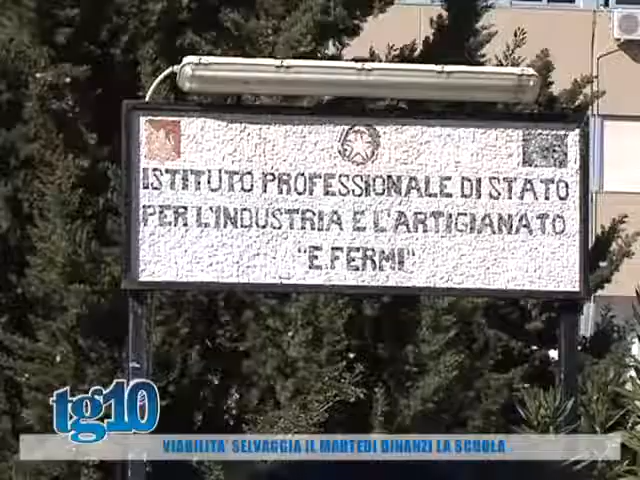 ISTITUTO PROFESSIONALE DI STATO
PER L'INDUSTRIA E L'ARTIGIANATO
"E.FERMI"
tg10
VIABILITA' SELVAGGIA IL MARTEDI DINANZI LA SCUOLA